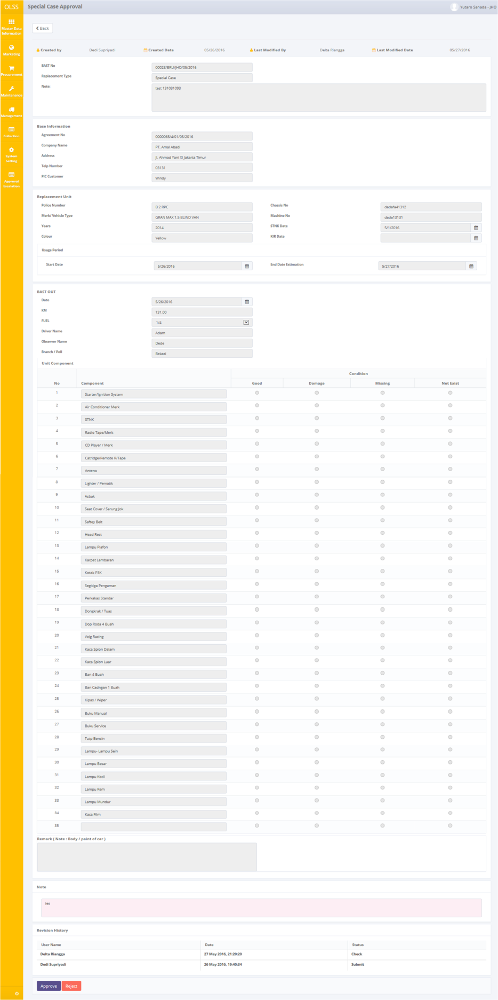 OLSS
Special Case Approval
Yutaro Sanada - JHO
Master Data
Information
Marketing
Procurement
Maintenance
Management
Collection
System
Setting
Approval
Escalation
Back
Created by Dedi Supriyadi Created Date 05/26/2016 Last Modified By Delta Riangga Last Modified Date 05/27/2016
BAST No 00028/BRU/JHO/05/2016
Replacement Type Special Case
Note: test 131031093
Base Information
Agreement No 0000065/4/01/05/2016
Company Name PT. Amal Abadi
Address Jl. Ahmad Yani XI Jakarta Timur
Telp Number 03131
PIC Customer Windy
Replacement Unit
Police Number B 2 RPC Chassis No dadafa41312
Merk/ Vehicle Type GRAN MAX 1.5 BLIND VAN Machine No dada13131
Years 2014 STNK Date 5/1/2016
Colour Yellow KIR Date
Usage Period
Start Date 5/26/2016 End Date Estimation 5/27/2016
BAST OUT
Date 5/26/2016
KM 131.00
FUEL 1/4
Driver Name Adam
Observer Name Dede
Branch / Poll Bekasi
Unit Component
Condition
No Component Good Damage Missing Not Exist
1 Starter/Ignition System
2 Air Conditioner Merk
3 STNK
4 Radio Tape/Merk
5 CD Player / Merk
6 Catridge/Remote R/Tape
7 Antena
8 Lighter / Pematik
9 Asbak
10 Seat Cover / Sarung Jok
11 Saftey Belt
12 Head Rest
13 Lampu Plafon
14 Karpet Lembaran
15 Kotak P3K
16 Segitiga Pengaman
17 Perkakas Standar
18 Dongkrak / Tuas
19 Dop Roda 4 Buah
20 Velg Racing
21 Kaca Spion Dalam
22 Kaca Spion Luar
23 Ban 4 Buah
24 Ban Cadngan 1 Buah
25 Kipas / Wiper
26 Buku Manual
27 Buku Service
28 Tutp Bensin
29 Lampu- Lampu Sein
30 Lampu Besar
31 Lampu Kecil
32 Lampu Rem
33 Lampu Mundur
34 Kaca Film
35
Remark ( Note : Body / paint of car )
Note
tes
Revision History
User Name Date Status
Delta Riangga 27 May 2016, 21:20:20 Check
Dedi Supriyadi 26 May 2016, 19:40:34 Submit
Approve Reject